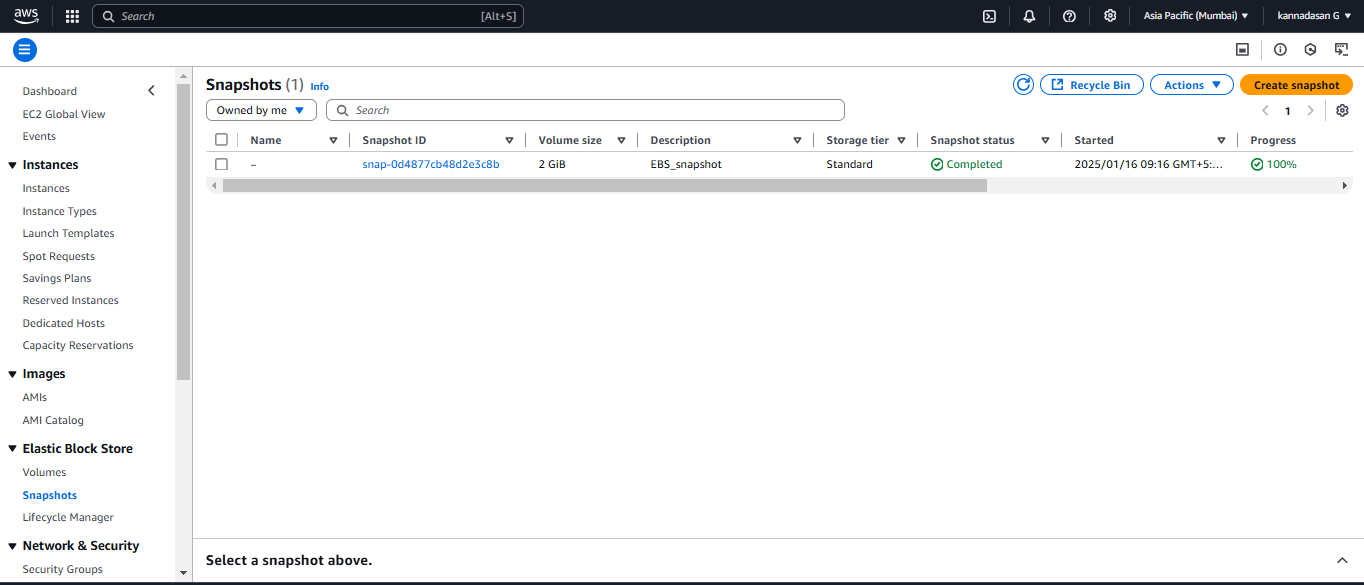 aws Search [Alt+S] Asia Pacific (Mumbai) kannadasan G
Dashboard
EC2 Global View
Events
Instances
Instances
Instance Types
Launch Templates
Spot Requests
Savings Plans
Reserved Instances
Dedicated Hosts
Capacity Reservations
Images
AMIs
AMI Catalog
Elastic Block Store
Volumes
Snapshots
Lifecycle Manager
Network & Security
Security Groups
Snapshots (1) Info Recycle Bin Actions Create snapshot
Owned by me Search 1
Name Snapshot ID Volume size Description Storage tier Snapshot status Started Progress
– snap-0d4877cb48d2e3c8b 2 GiB EBS_snapshot Standard Completed 2025/01/16 09:16 GMT+5:... 100%
Select a snapshot above.